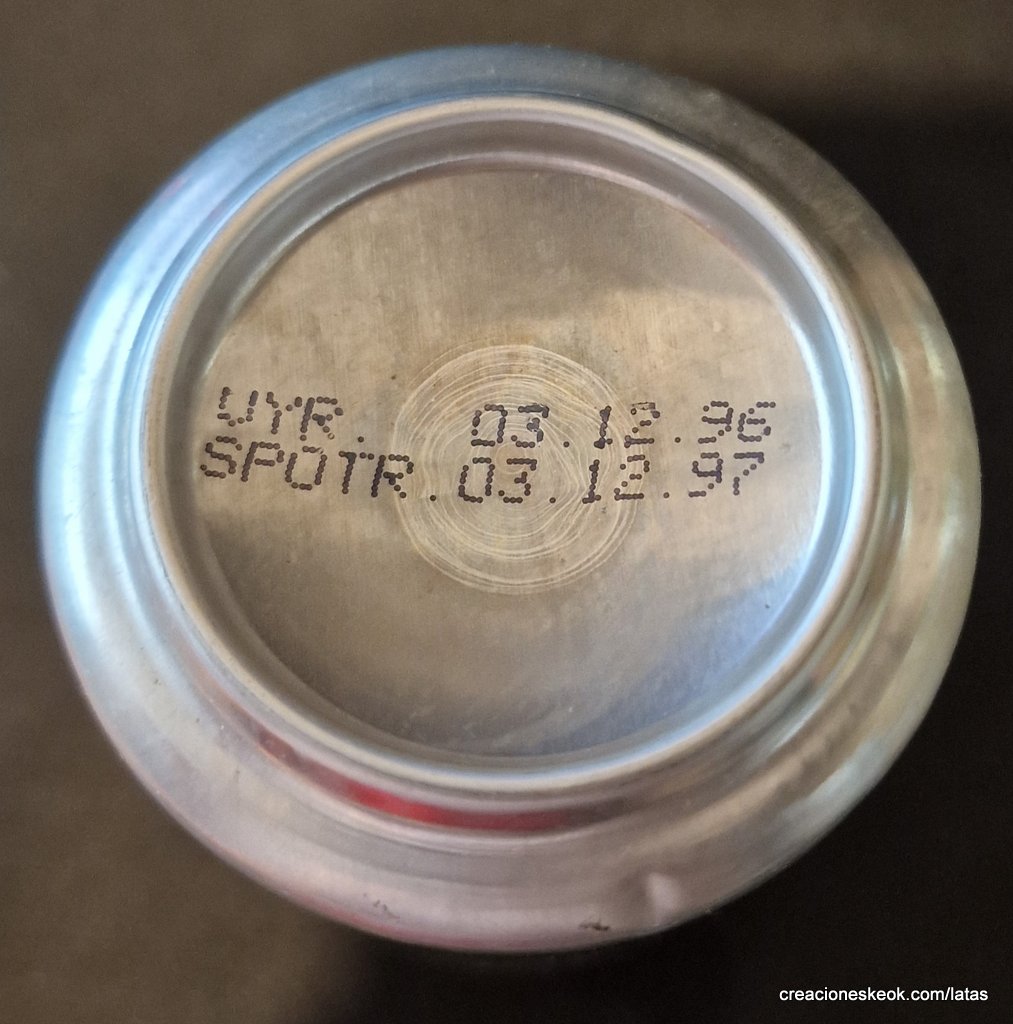 VYR. 03.12.96
SPOTR.03.12.97
creacioneskeok.com/latas